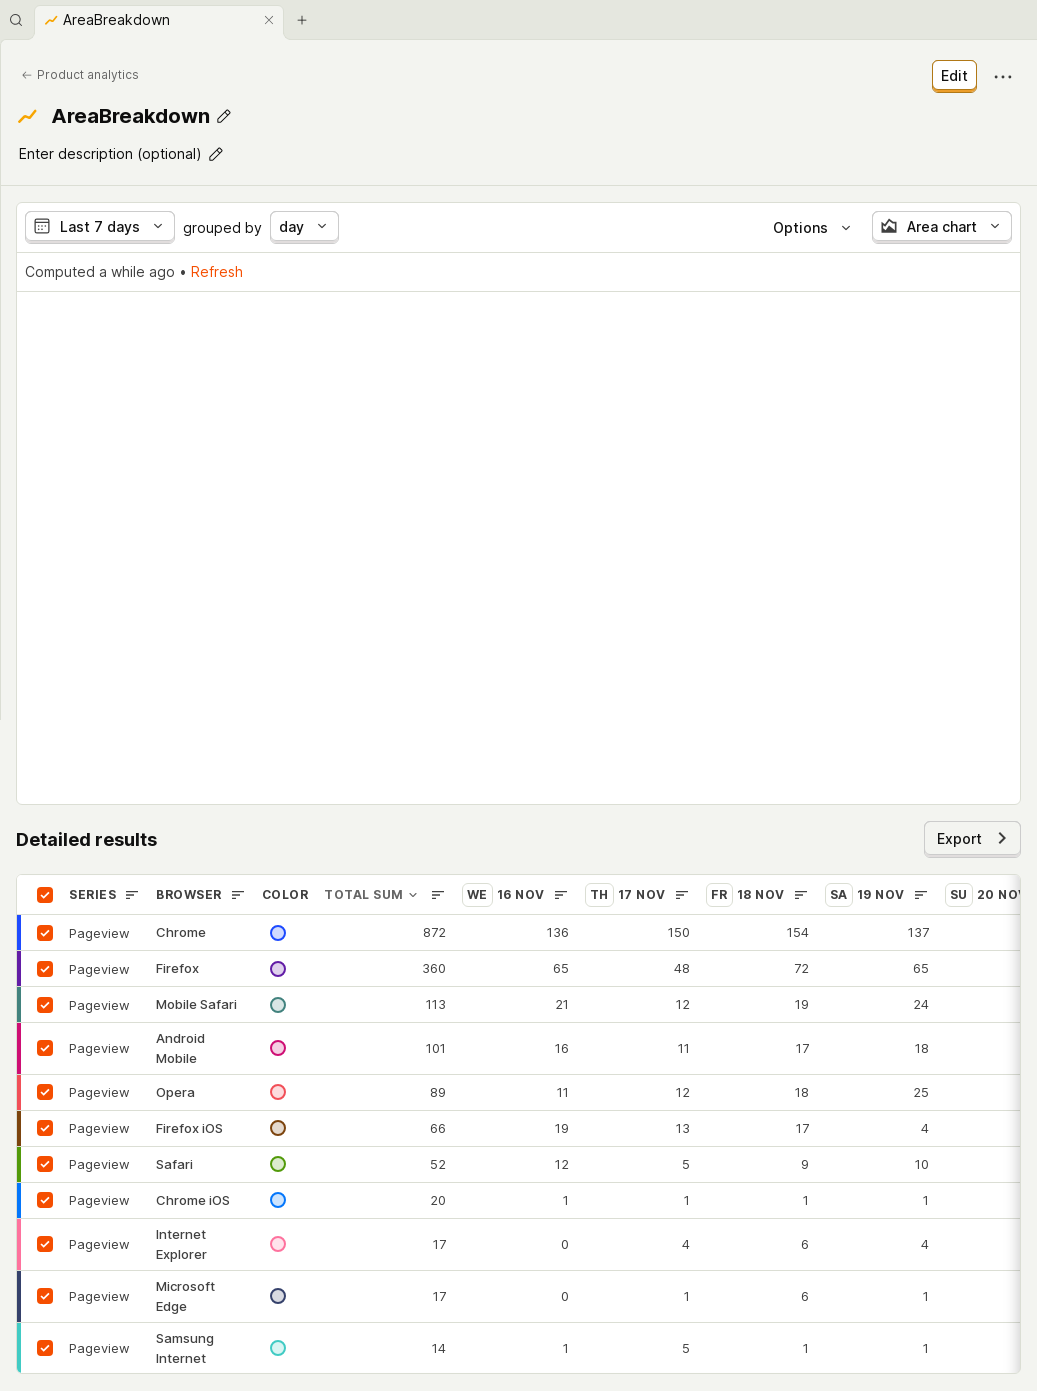 AreaBreakdown
Product analytics
Edit
AreaBreakdown
Enter description (optional)
Last 7 days grouped by day Options Area chart
Computed a while ago • Refresh
Detailed results
Export
SERIES BROWSER COLOR TOTAL SUM WE 16 NOV TH 17 NOV FR 18 NOV SA 19 NOV SU 20 NOV
Pageview Chrome 872 136 150 154 137
Pageview Firefox 360 65 48 72 65
Pageview Mobile Safari 113 21 12 19 24
Pageview Android Mobile 101 16 11 17 18
Pageview Opera 89 11 12 18 25
Pageview Firefox iOS 66 19 13 17 4
Pageview Safari 52 12 5 9 10
Pageview Chrome iOS 20 1 1 1 1
Pageview Internet Explorer 17 0 4 6 4
Pageview Microsoft Edge 17 0 1 6 1
Pageview Samsung Internet 14 1 5 1 1